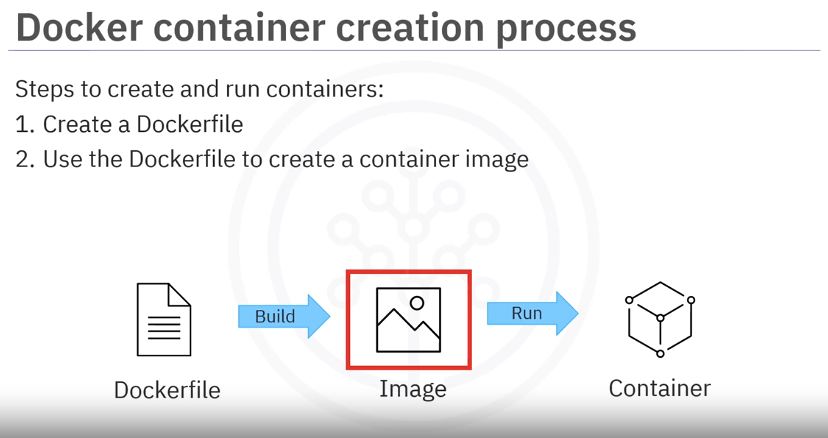 Docker container creation process
Steps to create and run containers:
1. Create a Dockerfile
2. Use the Dockerfile to create a container image
Build
Run
Dockerfile
Image
Container